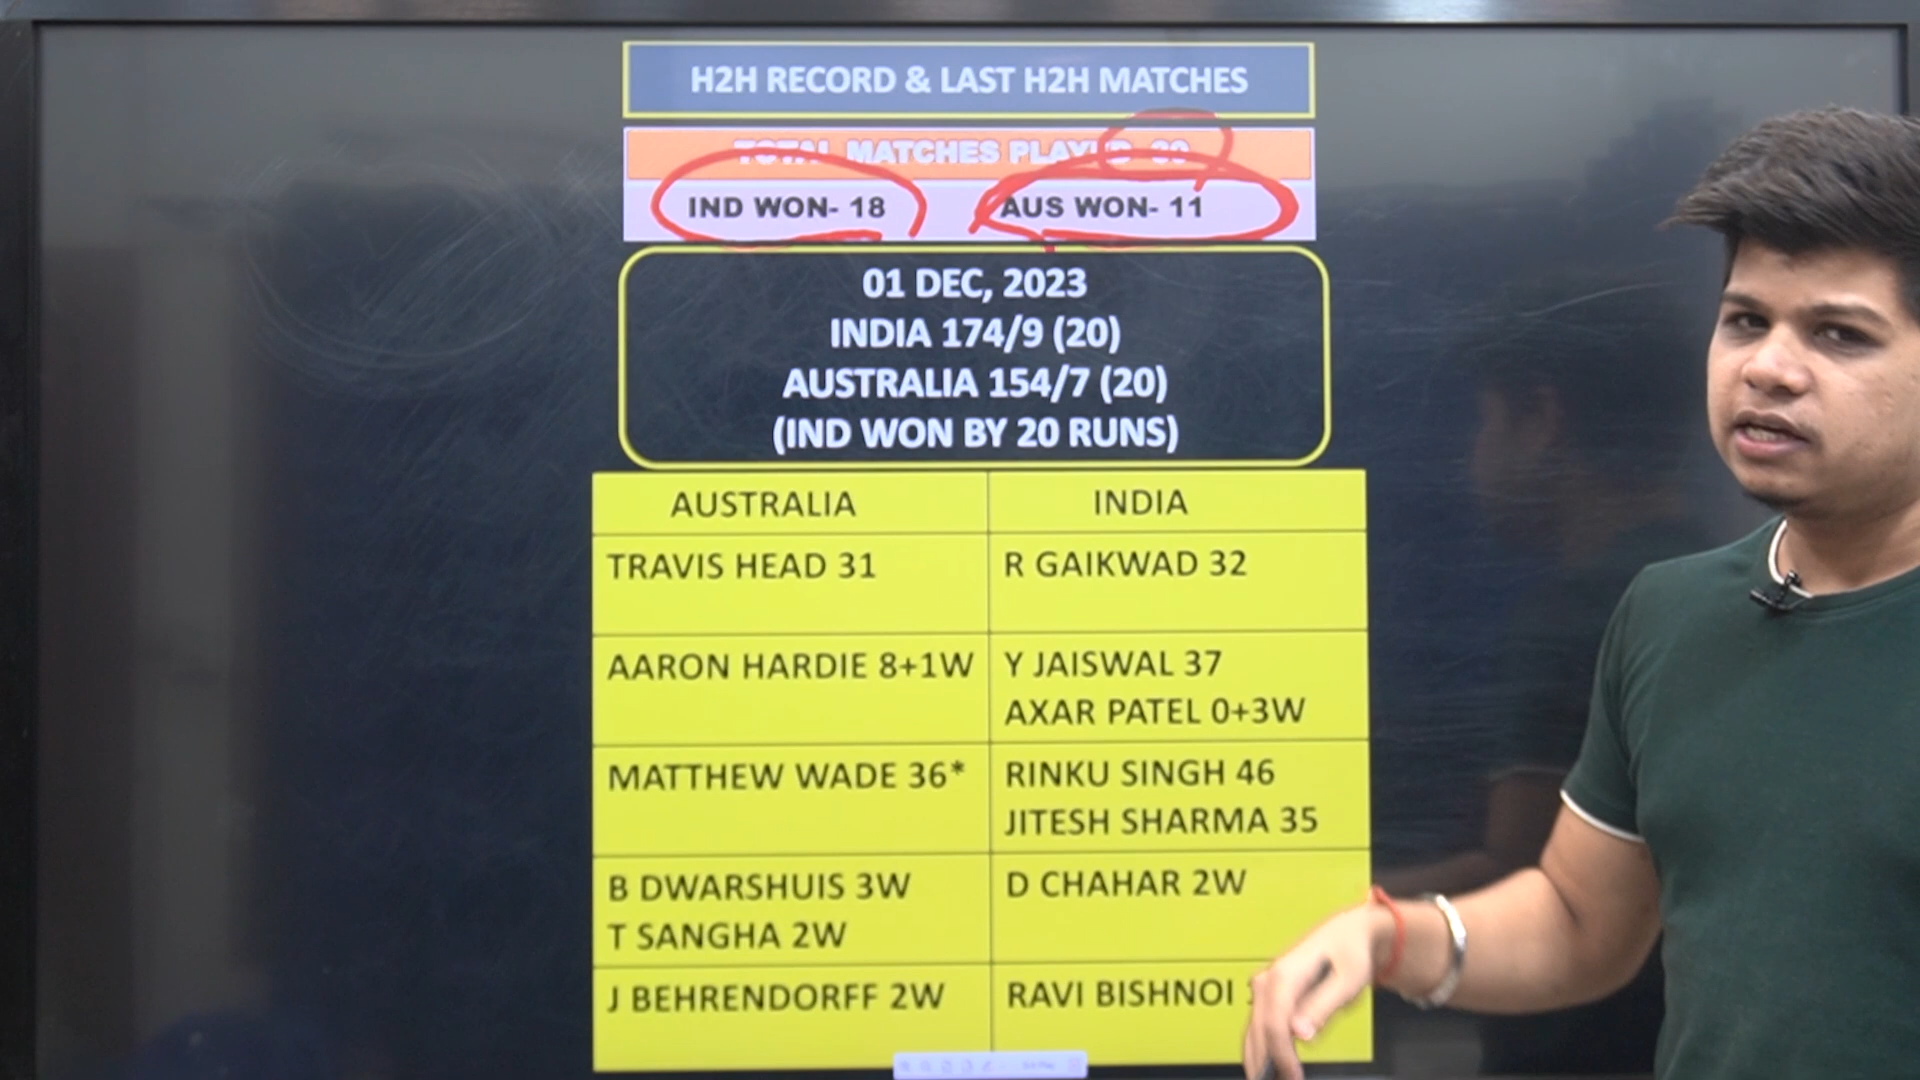 H2H RECORD & LAST H2H MATCHES
TOTAL MATCHES PLAYED
IND WON- 18 AUS WON- 11
01 DEC, 2023
INDIA 174/9 (20)
AUSTRALIA 154/7 (20)
(IND WON BY 20 RUNS)
AUSTRALIA INDIA
TRAVIS HEAD 31 R GAIKWAD 32
AARON HARDIE 8+1W Y JAISWAL 37
AXAR PATEL 0+3W
MATTHEW WADE 36* RINKU SINGH 46
JITESH SHARMA 35
B DWARSHUIS 3W D CHAHAR 2W
T SANGHA 2W
J BEHRENDORFF 2W RAVI BISHNOI